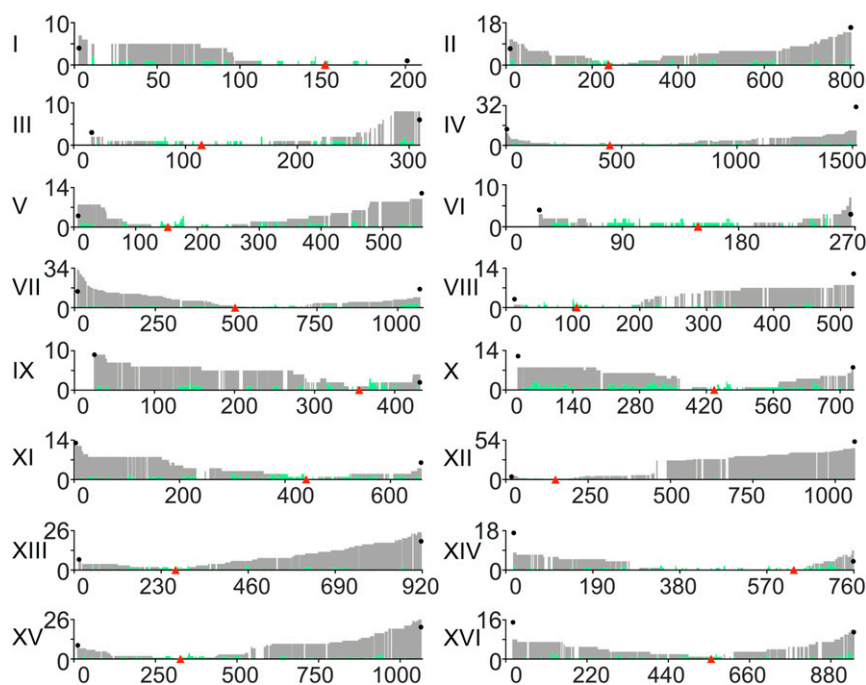 I 10 0 0 50 100 150 200
II 18 0 0 200 400 600 800
III 10 0 0 100 200 300
IV 32 0 0 500 1000 1500
V 14 0 0 100 200 300 400 500
VI 10 0 0 90 180 270
VII 34 0 0 250 500 750 1000
VIII 14 0 0 100 200 300 400 500
IX 10 0 0 100 200 300 400
X 14 0 0 140 280 420 560 700
XI 14 0 0 200 400 600
XII 54 0 0 250 500 750 1000
XIII 26 0 0 230 460 690 920
XIV 18 0 0 190 380 570 760
XV 26 0 0 250 500 750 1000
XVI 16 0 0 220 440 660 880